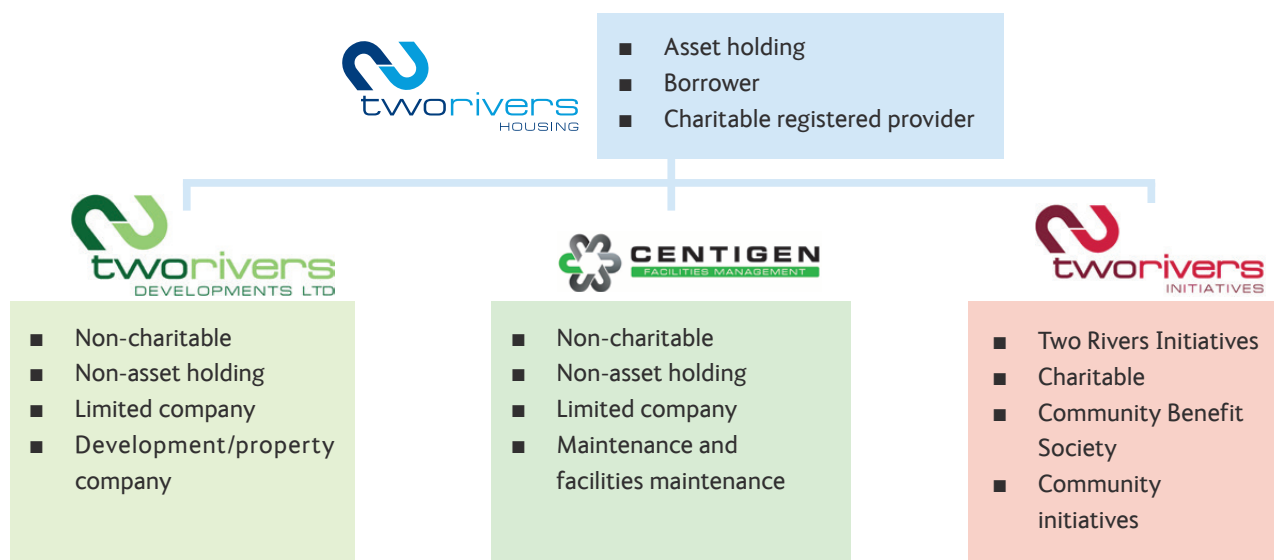 tworivers
HOUSING
■ Asset holding
■ Borrower
■ Charitable registered provider
tworivers
DEVELOPMENTS LTD
■ Non-charitable
■ Non-asset holding
■ Limited company
■ Development/property
company
CENTIGEN
FACILITIES MANAGEMENT
■ Non-charitable
■ Non-asset holding
■ Limited company
■ Maintenance and
facilities maintenance
tworivers
INITIATIVES
■ Two Rivers Initiatives
■ Charitable
■ Community Benefit
Society
■ Community
initiatives